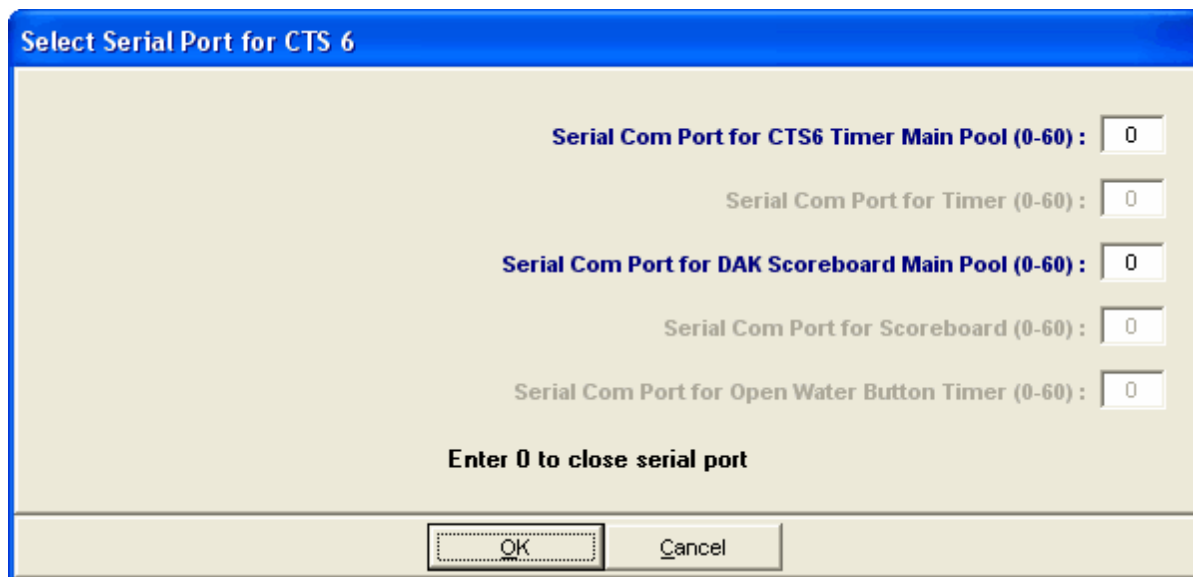 Select Serial Port for CTS 6
Serial Com Port for CTS6 Timer Main Pool (0-60) : 0
Serial Com Port for Timer (0-60) : 0
Serial Com Port for DAK Scoreboard Main Pool (0-60) : 0
Serial Com Port for Scoreboard (0-60) : 0
Serial Com Port for Open Water Button Timer (0-60) : 0
Enter 0 to close serial port
OK Cancel